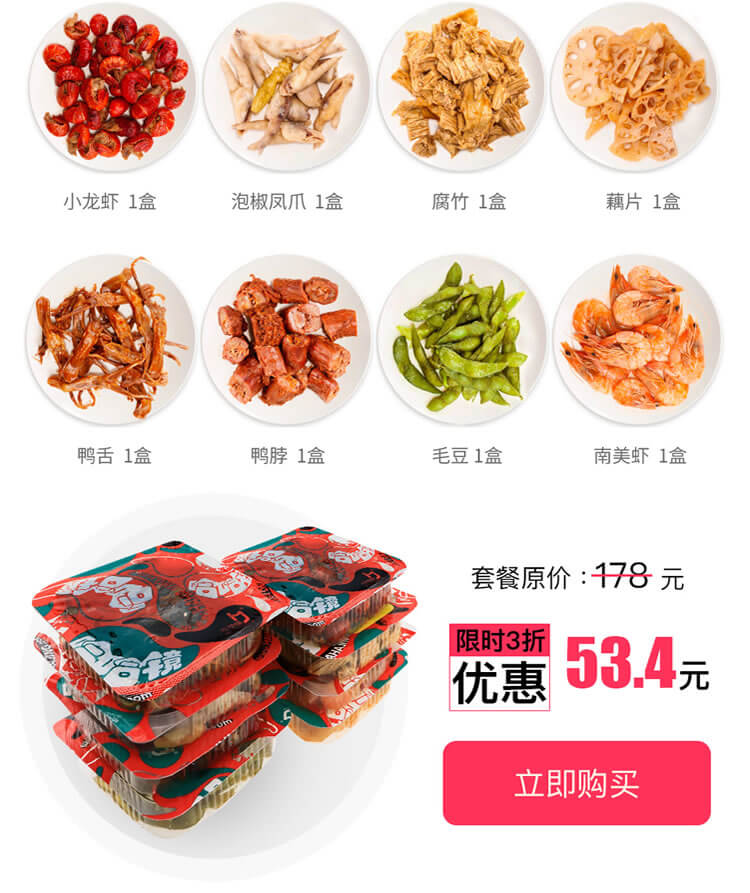 小龙虾 1盒
泡椒凤爪 1盒
腐竹 1盒
藕片 1盒
鸭舌 1盒
鸭脖 1盒
毛豆 1盒
南美虾 1盒
套餐原价：178 元
限时3折
优惠
53.4元
立即购买